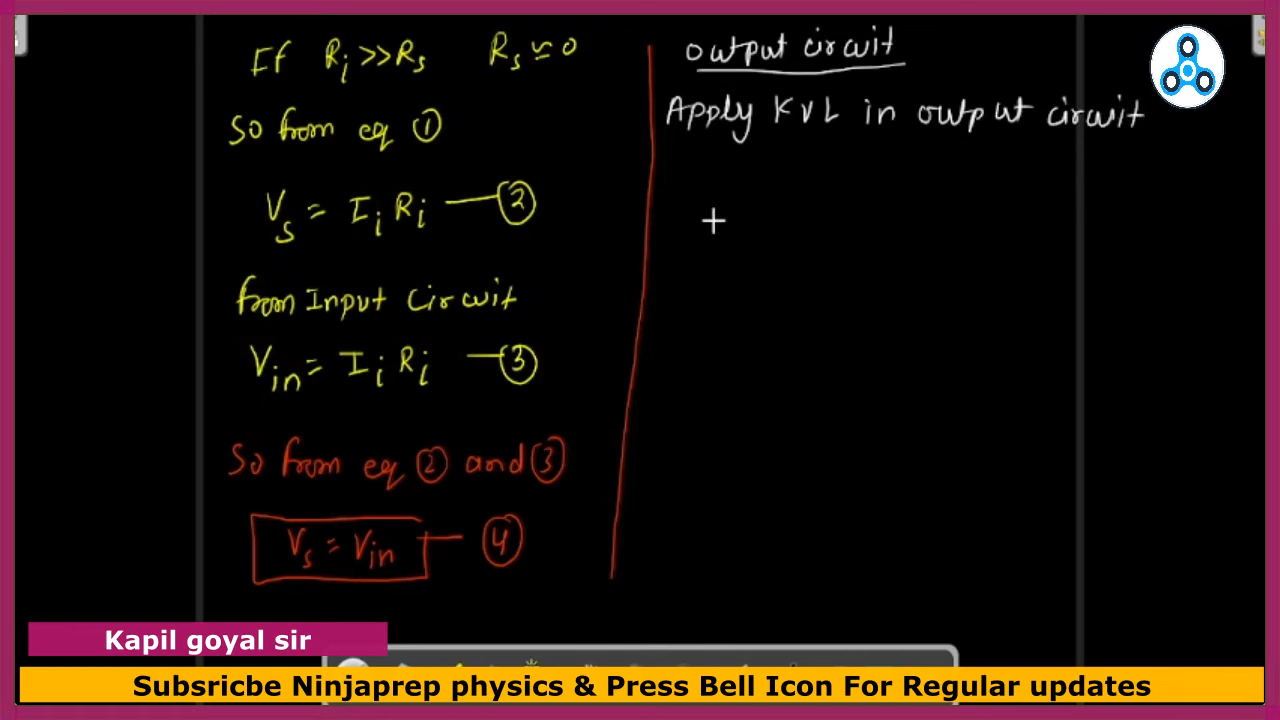 If Ri >> Rs Rs ≃ 0
So from eq ①
Vs = Ii Ri — ②
from Input Circuit
Vin = Ii Ri — ③
So from eq ② and ③
Vs = Vin — ④
Output circuit
Apply KVL in output circuit
+
Kapil goyal sir
Subsricbe Ninjaprep physics & Press Bell Icon For Regular updates